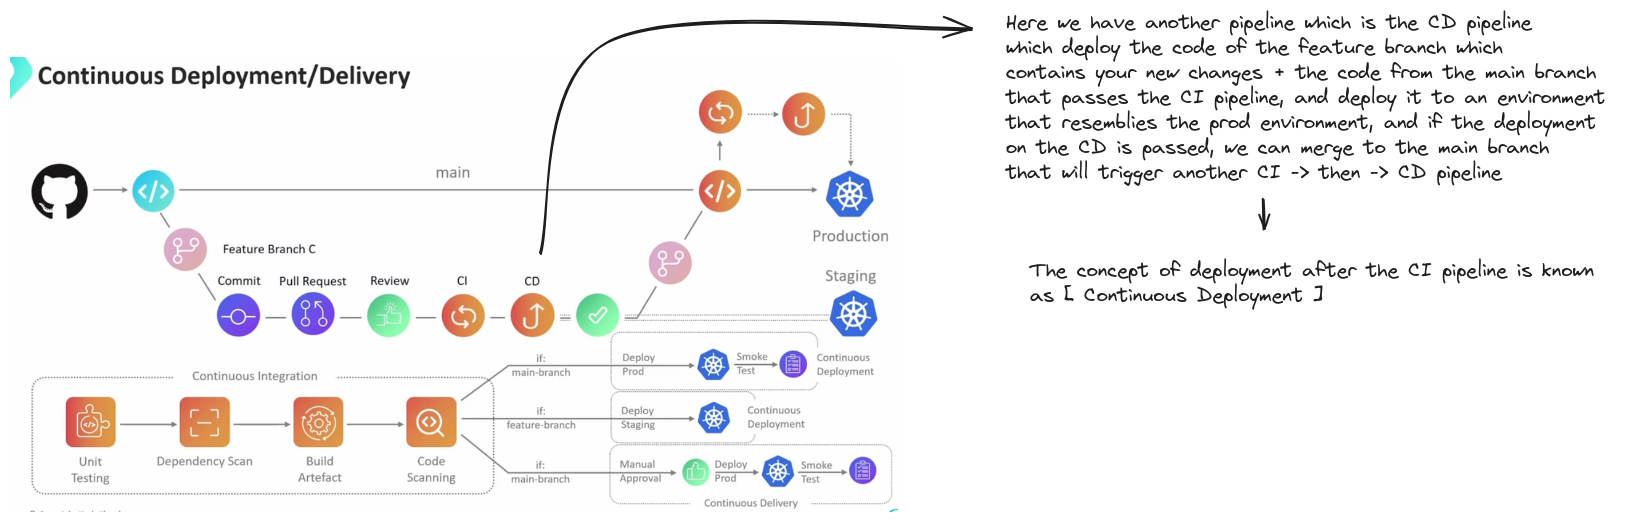 Continuous Deployment/Delivery
Here we have another pipeline which is the CD pipeline
which deploy the code of the feature branch which
contains your new changes + the code from the main branch
that passes the CI pipeline, and deploy it to an environment
that resemblies the prod environment, and if the deployment
on the CD is passed, we can merge to the main branch
that will trigger another CI -> then -> CD pipeline
The concept of deployment after the CI pipeline is known
as [ Continuous Deployment ]
main
Production
Feature Branch C
Commit
Pull Request
Review
CI
CD
Staging
Continuous Integration
Unit
Testing
Dependency Scan
Build
Artefact
Code
Scanning
if:
main-branch
Deploy
Prod
Smoke
Test
Continuous
Deployment
if:
feature-branch
Deploy
Staging
Continuous
Deployment
if:
main-branch
Manual
Approval
Deploy
Prod
Smoke
Test
Continuous Delivery